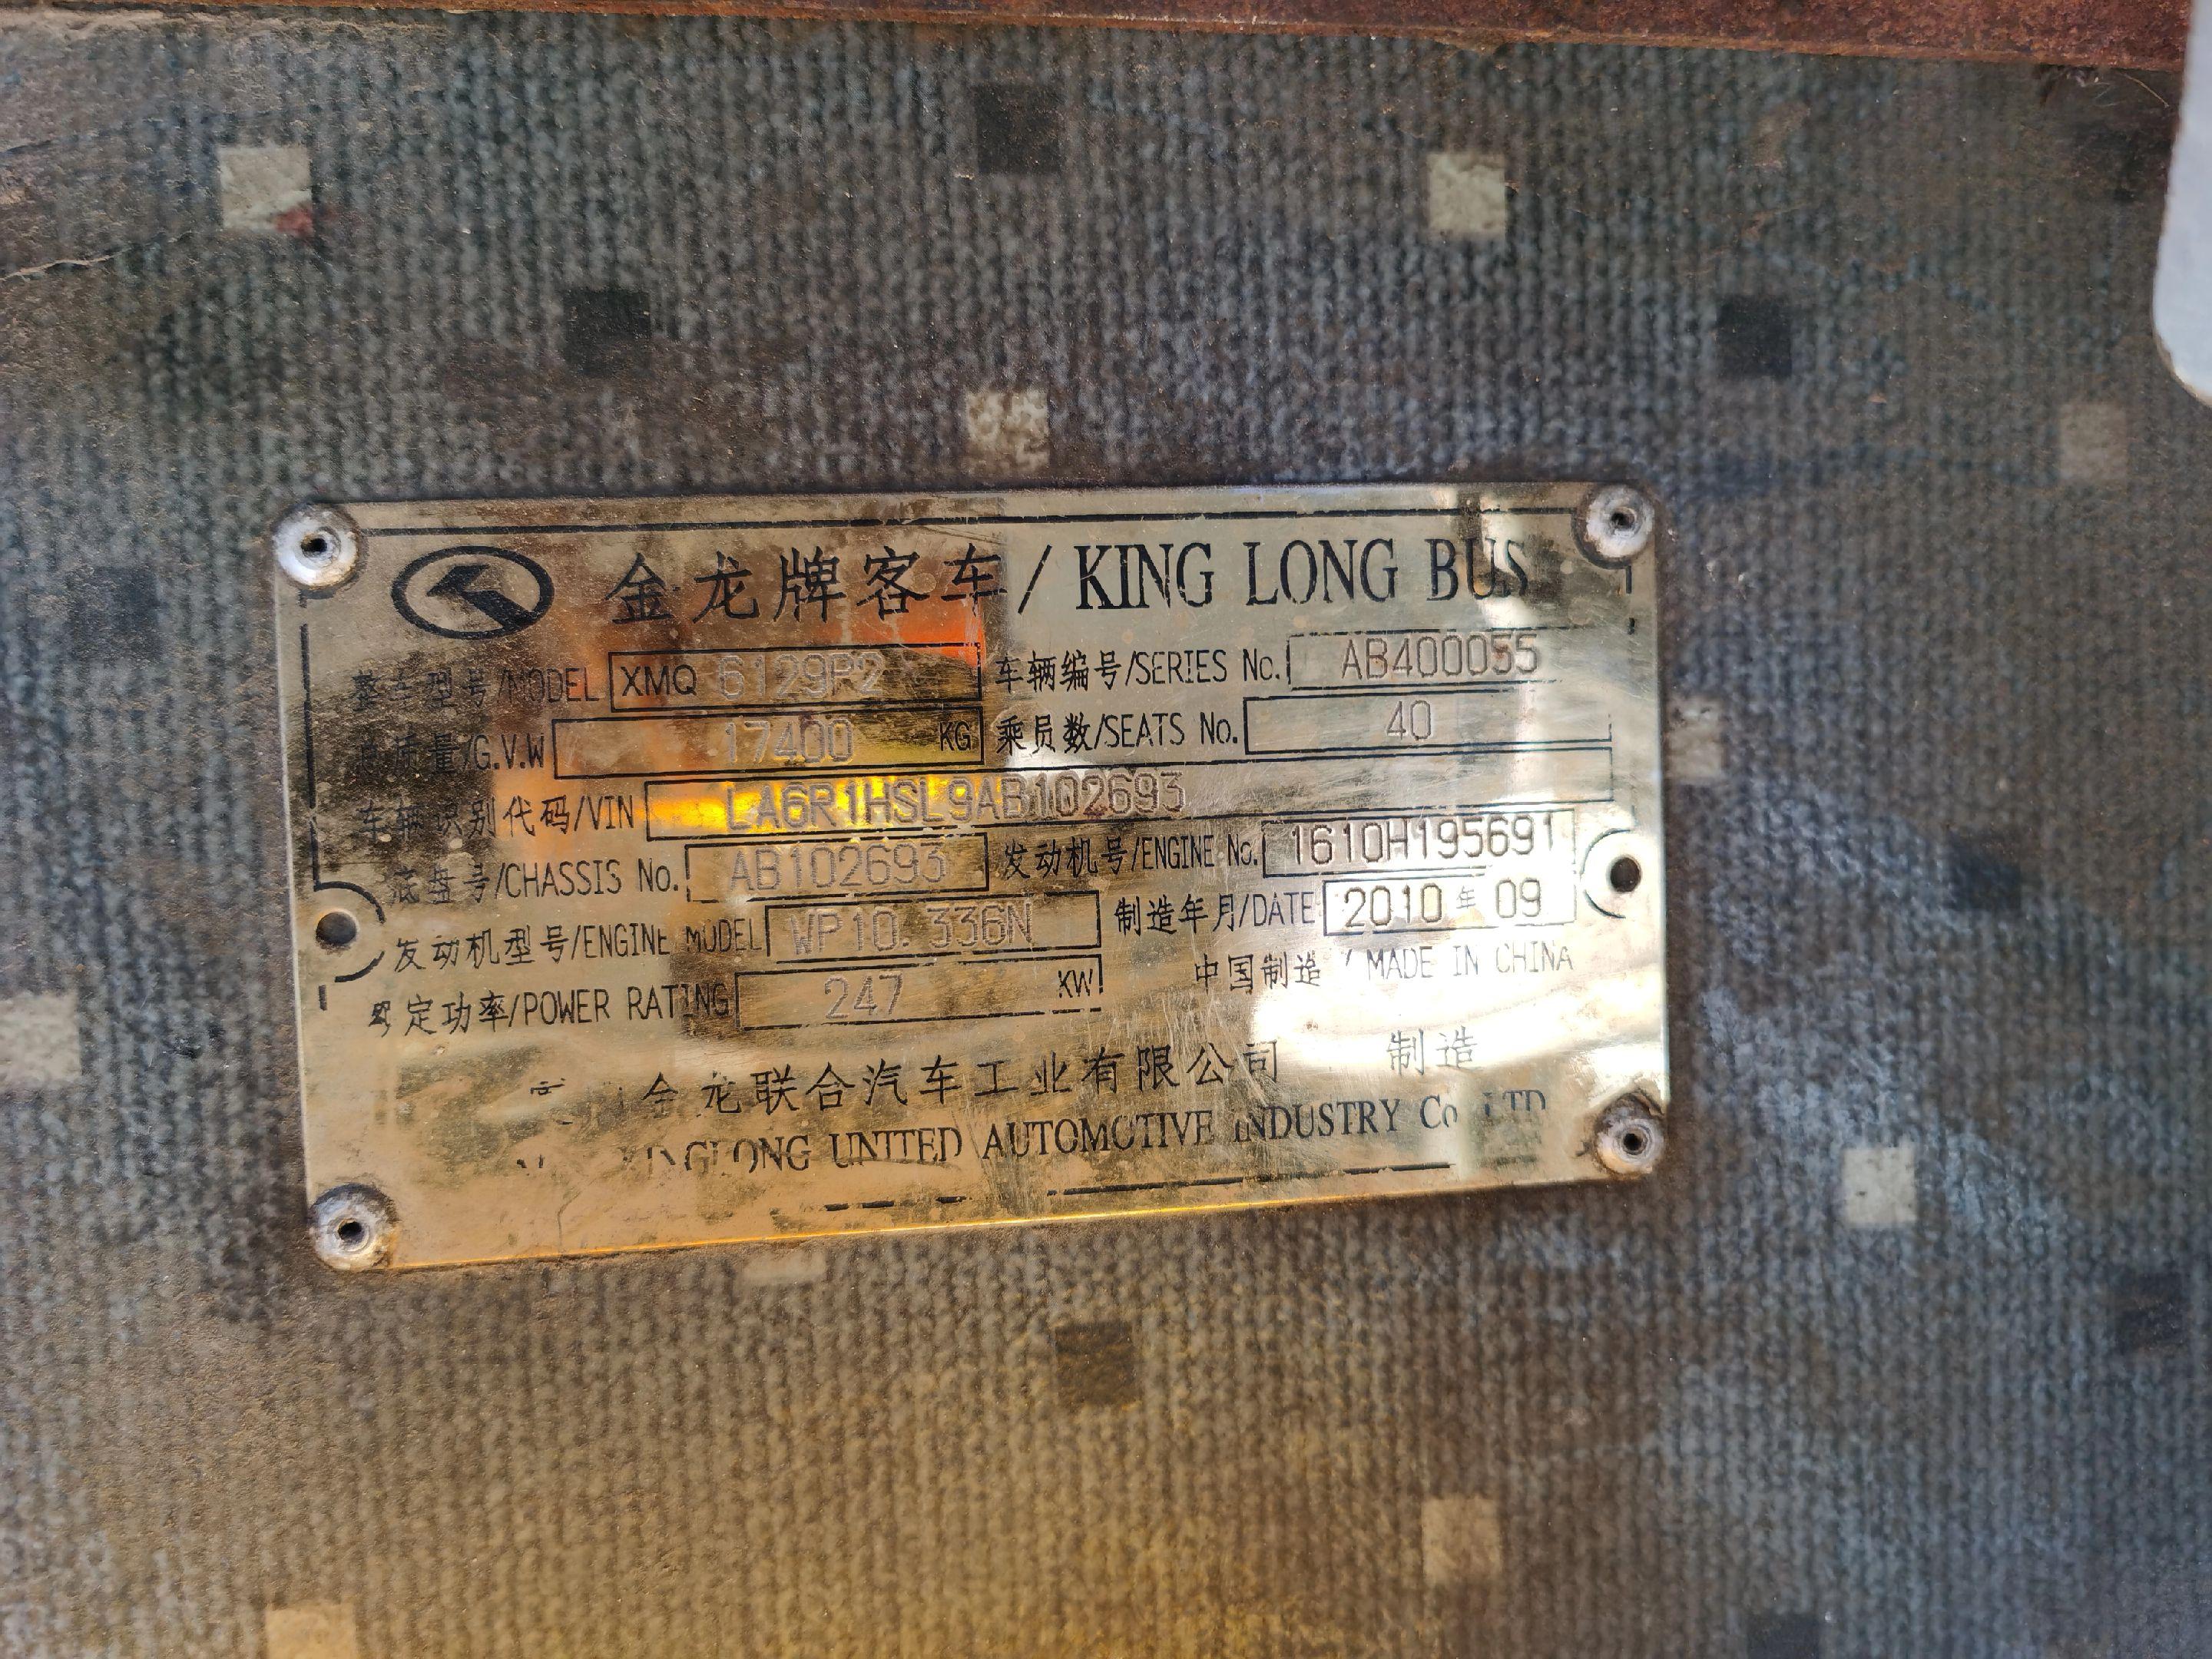 金龙牌客车/KING LONG BUS
整车型号/MODEL XMQ 6129P2 车辆编号/SERIES No. AB400055
总质量/G.V.W 17400 KG 乘员数/SEATS No. 40
车辆识别代码/VIN LA6R1HSL9AB102693
底盘号/CHASSIS No. AB102693 发动机号/ENGINE No. 1610H195691
发动机型号/ENGINE MODEL WP10.336N 制造年月/DATE 2010 年 09
额定功率/POWER RATING 247 KW 中国制造 / MADE IN CHINA
金龙联合汽车工业有限公司 制造
UNITED AUTOMOTIVE INDUSTRY Co LTD